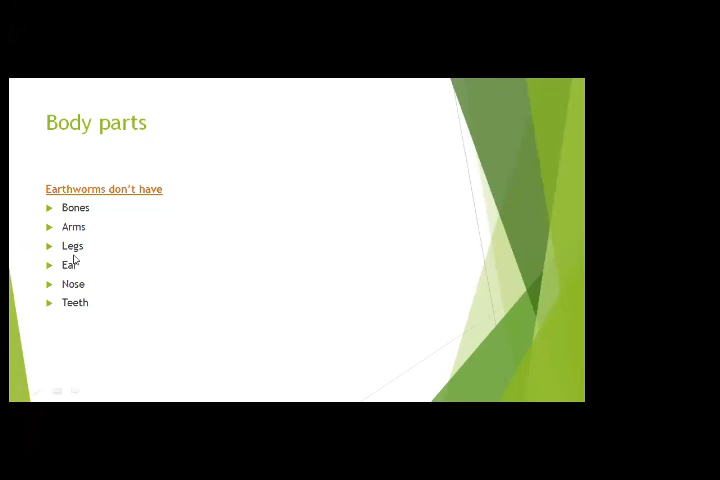 Body parts
Earthworms don't have
Bones
Arms
Legs
Ear
Nose
Teeth